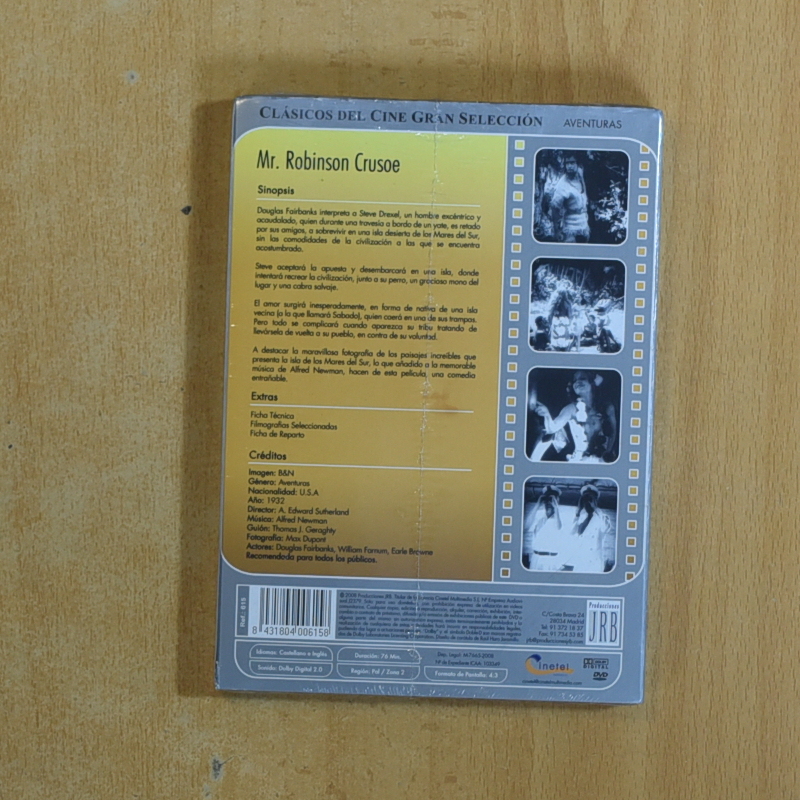 CLÁSICOS DEL CINE GRAN SELECCIÓN
AVENTURAS
Mr. Robinson Crusoe
Sinopsis
Douglas Fairbanks interpreta a Steve Drexel, un hombre excéntrico y
acaudalado, quien durante una travesía a bordo de un yate, es retado
por sus amigos, a sobrevivir en una isla desierta de los Mares del Sur,
sin las comodidades de la civilización a las que se encuentra
acostumbrado.
Steve aceptará la apuesta y desembarcará en una isla, donde
intentará recrear la civilización, junto a su perro, un gracioso mono del
lugar y una cabra salvaje.
El amor surgirá inesperadamente, en forma de nativa de una isla
vecina (a la que llamará Sabado), quien caerá en una de sus trampas.
Pero todo se complicará cuando aparezca su tribu tratando de
llevársela de vuelta a su pueblo, en contra de su voluntad.
A destacar la maravillosa fotografía de los paisajes increíbles que
presenta la isla de los Mares del Sur, lo que añadido a la memorable
música de Alfred Newman, hacen de esta película, una comedia
entrañable.
Extras
Ficha Técnica
Filmografías Seleccionadas
Ficha de Reparto
Créditos
Imagen: B&N
Género: Aventuras
Nacionalidad: U.S.A
Año: 1932
Director: A. Edward Sutherland
Música: Alfred Newman
Guión: Thomas J. Geraghty
Fotografía: Max Dupont
Actores: Douglas Fairbanks, William Farnum, Earle Browne
Recomendada para todos los públicos.
Ref.: 615
8 431804 006158
C/Costa Brava 24
28034 Madrid
Producciones
JRB
Idiomas: Castellano e Inglés
Duración: 76 Min.
Sonido: Dolby Digital 2.0
Región: Pal / Zona 2
Formato de Pantalla: 4.3
Cinetel
DIGITAL
DVD